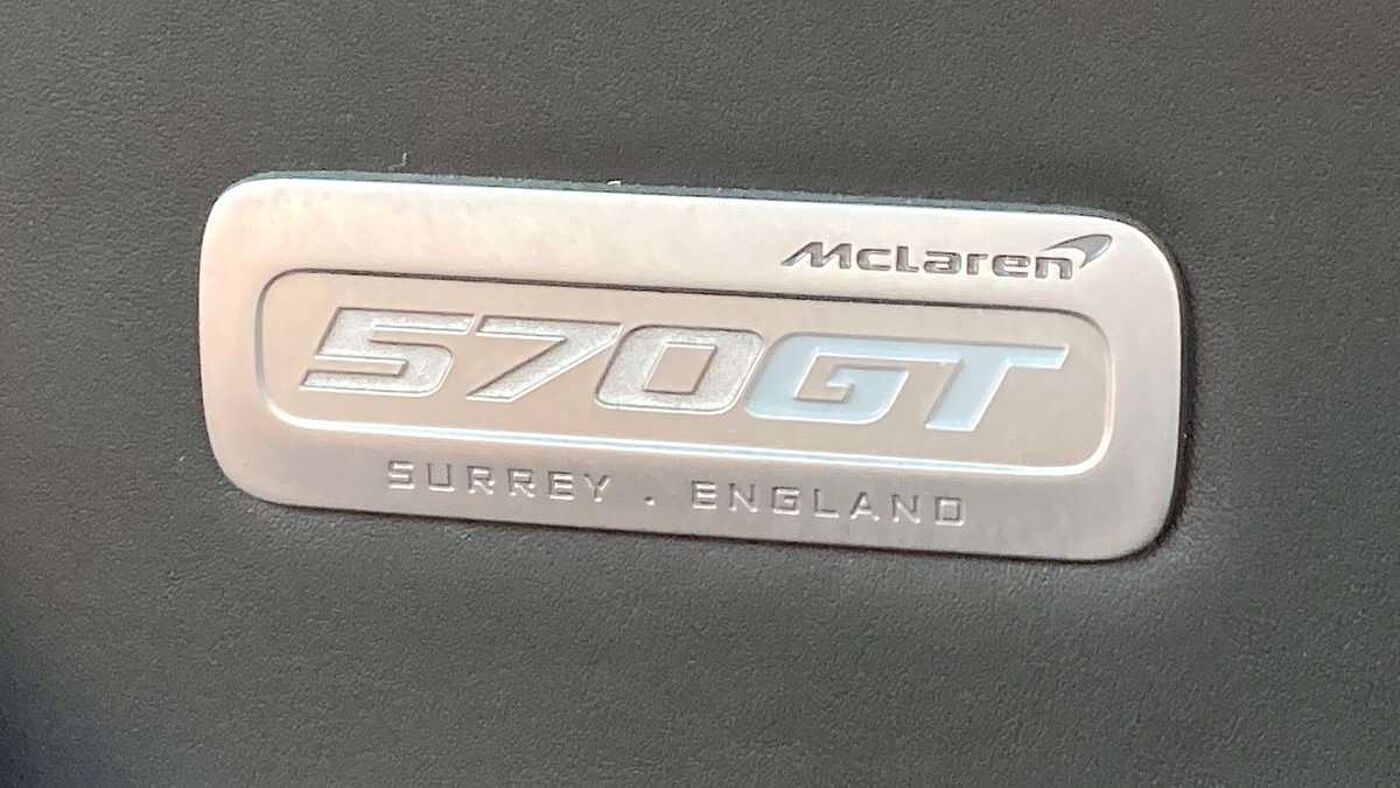 McLaren
570GT
SURREY . ENGLAND